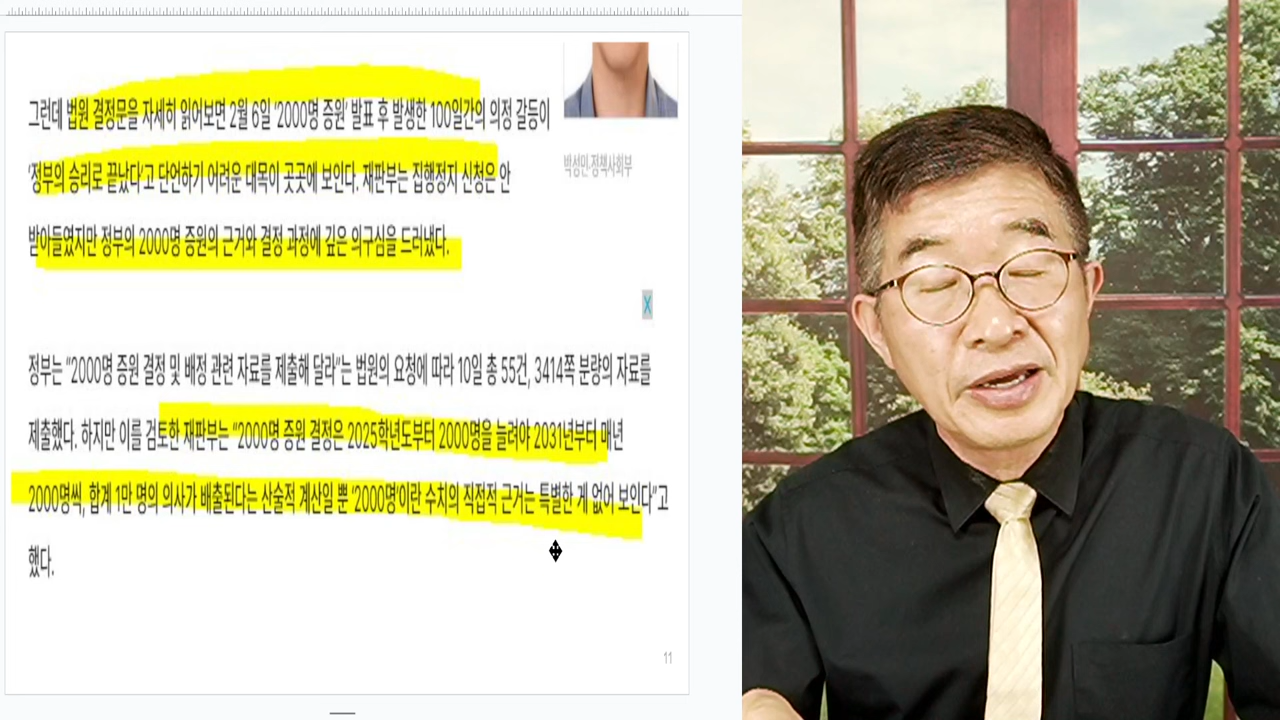 그런데 법원 결정문을 자세히 읽어보면 2월 6일 '2000명 증원' 발표 후 발생한 100일간의 의정 갈등이
'정부의 승리로 끝났다'고 단언하기 어려운 대목이 곳곳에 보인다. 재판부는 집행정지 신청은 안
받아들였지만 정부의 2000명 증원의 근거와 결정 과정에 깊은 의구심을 드러냈다.
박성민·정책사회부
X
정부는 "2000명 증원 결정 및 배정 관련 자료를 제출해 달라"는 법원의 요청에 따라 10일 총 55건, 3414쪽 분량의 자료를
제출했다. 하지만 이를 검토한 재판부는 "2000명 증원 결정은 2025학년도부터 2000명을 늘려야 2031년부터 매년
2000명씩, 합계 1만 명의 의사가 배출된다는 산술적 계산일 뿐 '2000명'이란 수치의 직접적 근거는 특별한 게 없어 보인다"고
했다.
11